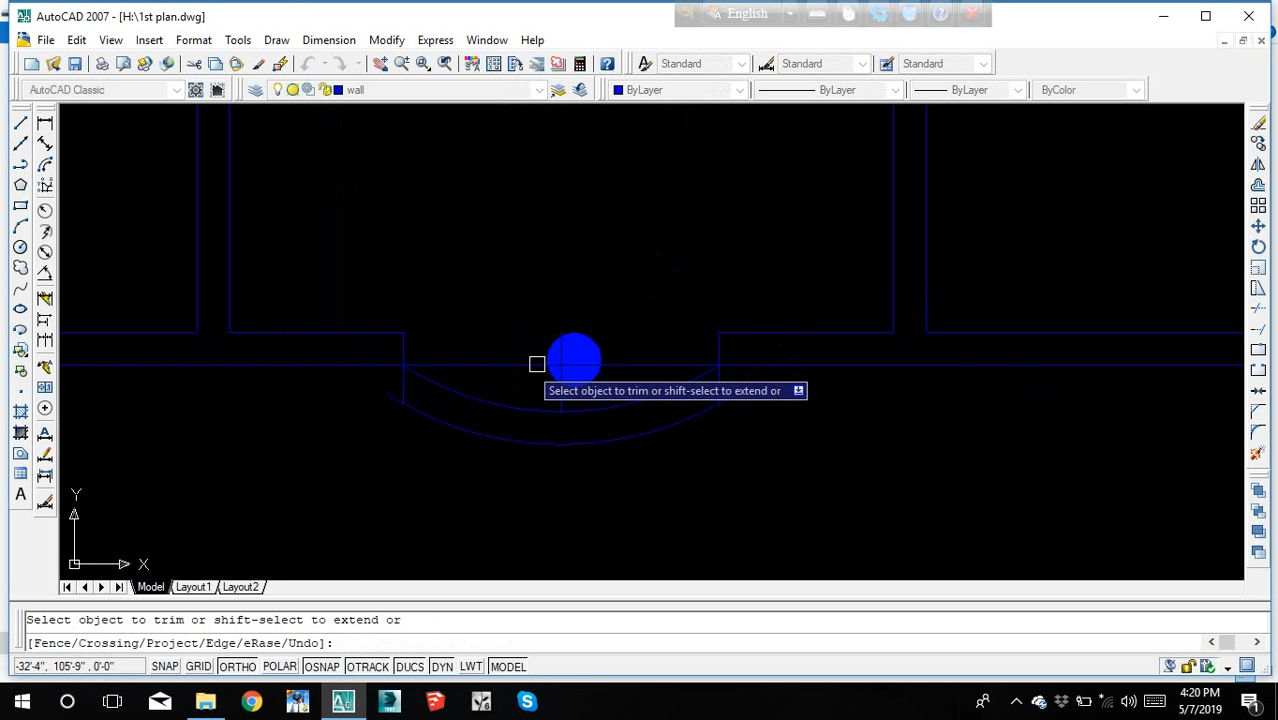 AutoCAD 2007 - [H:\1st plan.dwg]
English
File Edit View Insert Format Tools Draw Dimension Modify Express Window Help
Standard Standard Standard
AutoCAD Classic wall ByLayer ByLayer ByLayer ByColor
Select object to trim or shift-select to extend or
Y
X
A
Model Layout1 Layout2
Select object to trim or shift-select to extend or
[Fence/Crossing/Project/Edge/eRase/Undo]:
-32'-4", 105'-9" , 0'-0" SNAP GRID ORTHO POLAR OSNAP OTRACK DUCS DYN LWT MODEL
4:20 PM
5/7/2019